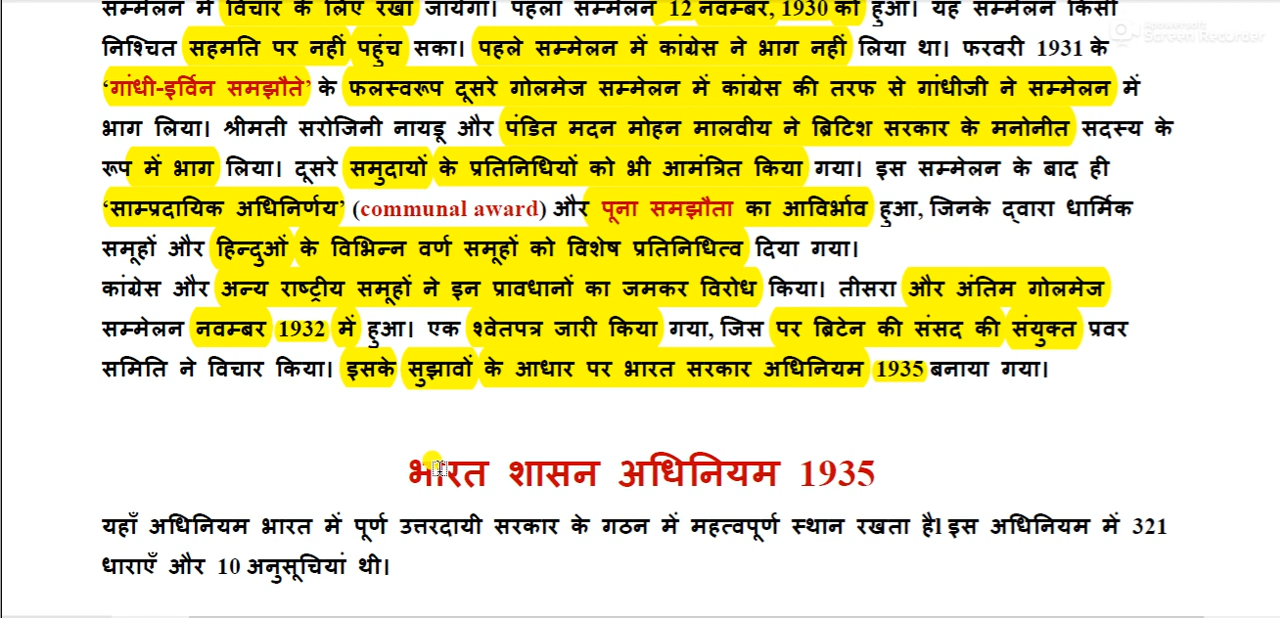 सम्मेलन में विचार के लिए रखा जायेगा। पहला सम्मेलन 12 नवम्बर, 1930 को हुआ। यह सम्मेलन किसी
Apowersoft
Screen Recorder
निश्चित सहमति पर नहीं पहुंच सका। पहले सम्मेलन में कांग्रेस ने भाग नहीं लिया था। फरवरी 1931 के
‘गांधी-इर्विन समझौते’ के फलस्वरूप दूसरे गोलमेज सम्मेलन में कांग्रेस की तरफ से गांधीजी ने सम्मेलन में
भाग लिया। श्रीमती सरोजिनी नायडू और पंडित मदन मोहन मालवीय ने ब्रिटिश सरकार के मनोनीत सदस्य के
रूप में भाग लिया। दूसरे समुदायों के प्रतिनिधियों को भी आमंत्रित किया गया। इस सम्मेलन के बाद ही
‘साम्प्रदायिक अधिनिर्णय’ (communal award) और पूना समझौता का आविर्भाव हुआ, जिनके द्वारा धार्मिक
समूहों और हिन्दुओं के विभिन्न वर्ण समूहों को विशेष प्रतिनिधित्व दिया गया।
कांग्रेस और अन्य राष्ट्रीय समूहों ने इन प्रावधानों का जमकर विरोध किया। तीसरा और अंतिम गोलमेज
सम्मेलन नवम्बर 1932 में हुआ। एक श्वेतपत्र जारी किया गया, जिस पर ब्रिटेन की संसद की संयुक्त प्रवर
समिति ने विचार किया। इसके सुझावों के आधार पर भारत सरकार अधिनियम 1935 बनाया गया।
भारत शासन अधिनियम 1935
यहाँ अधिनियम भारत में पूर्ण उत्तरदायी सरकार के गठन में महत्वपूर्ण स्थान रखता है। इस अधिनियम में 321
धाराएँ और 10 अनुसूचियां थी।